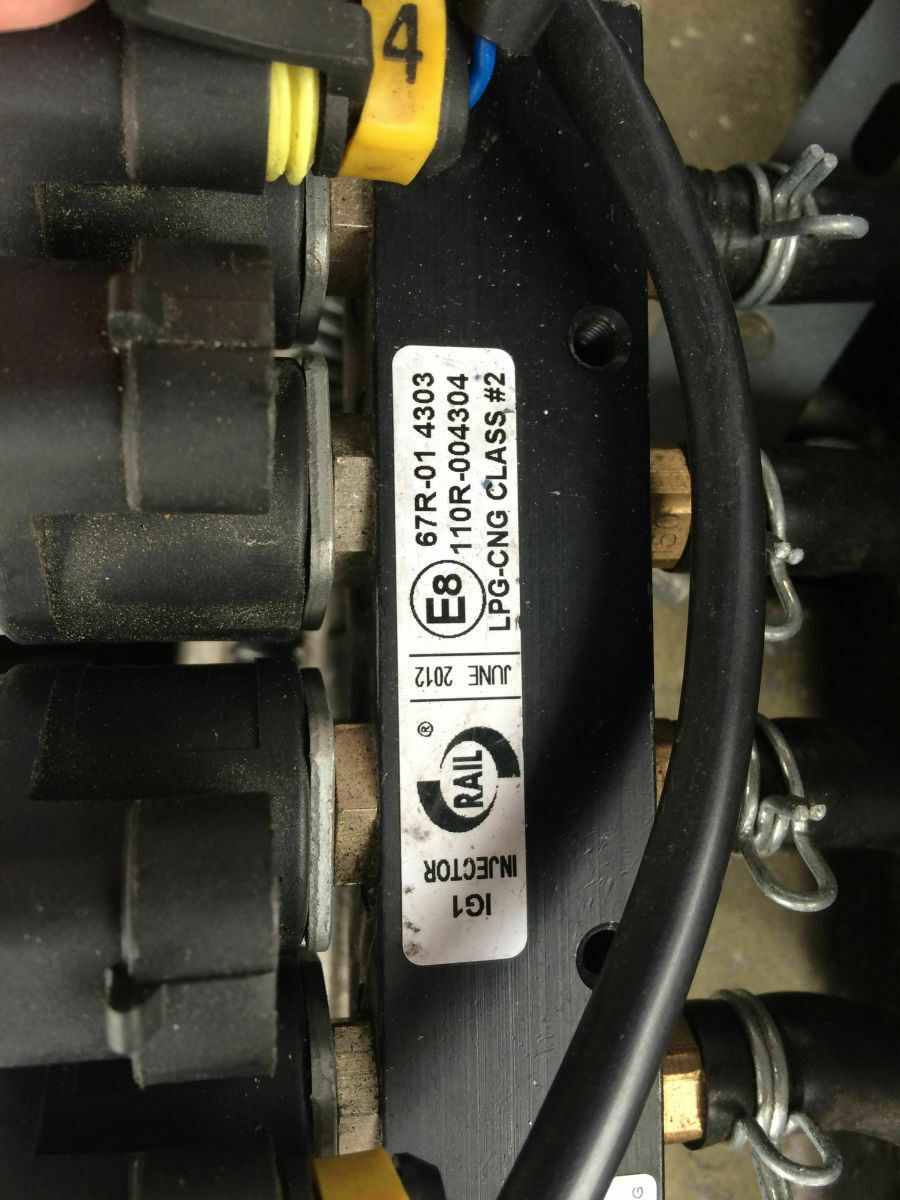 4
67R-01 4303
110R-004304
E8
LPG-CNG CLASS #2
JUNE 2012
RAIL ®
INJECTOR
IG1
G